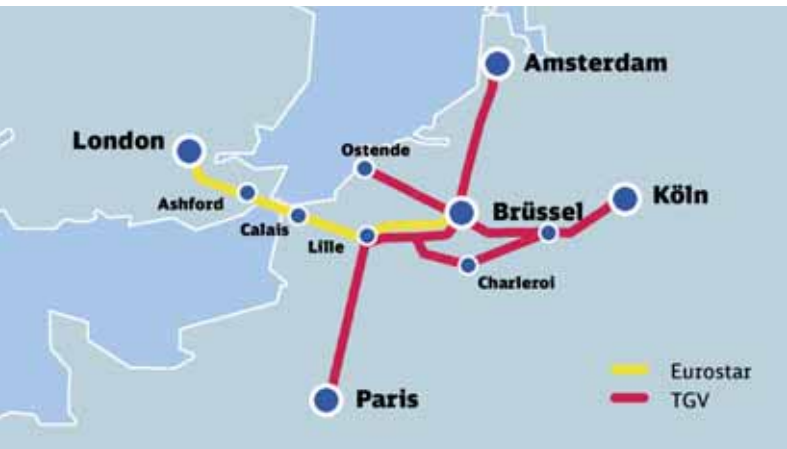 Amsterdam
London
Ostende
Ashford
Calais
Lille
Brüssel
Köln
Charleroi
Paris
Eurostar
TGV